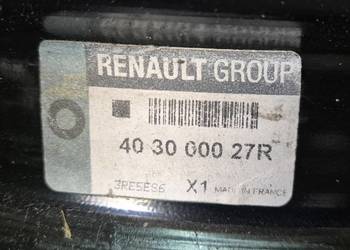 RENAULT GROUP
40 30 000 27R
3RE5E86 X1 MADE IN FRANCE